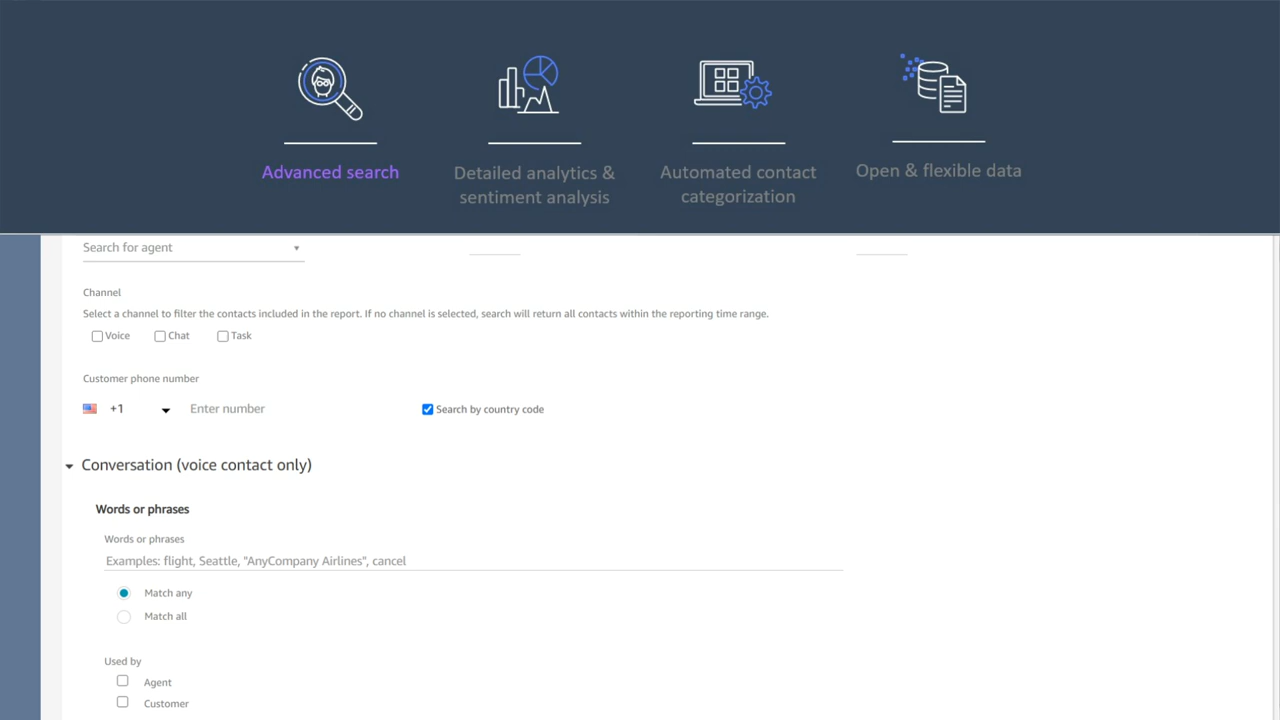 Advanced search
Detailed analytics &
sentiment analysis
Automated contact
categorization
Open & flexible data
Search for agent
Channel
Select a channel to filter the contacts included in the report. If no channel is selected, search will return all contacts within the reporting time range.
Voice Chat Task
Customer phone number
+1 Enter number Search by country code
Conversation (voice contact only)
Words or phrases
Words or phrases
Examples: flight, Seattle, "AnyCompany Airlines", cancel
Match any
Match all
Used by
Agent
Customer